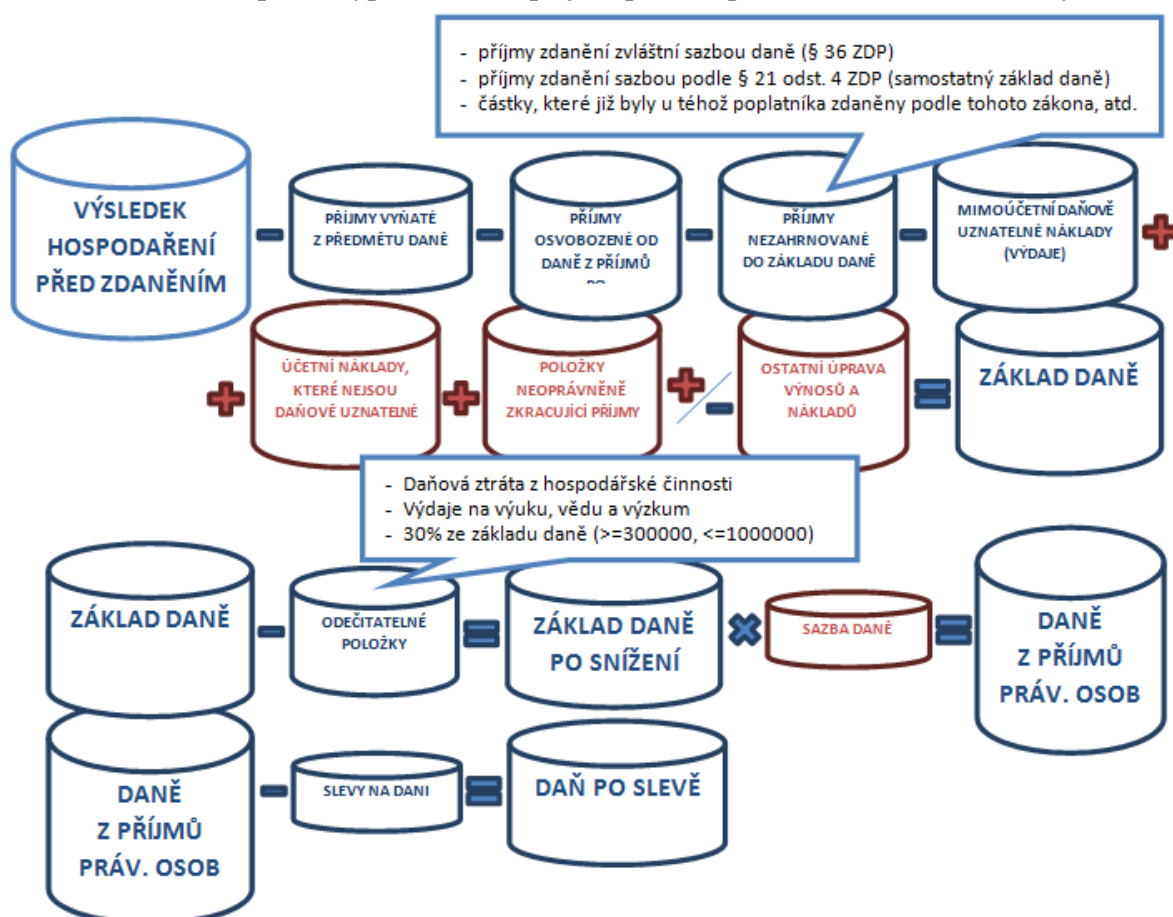 - příjmy zdanění zvláštní sazbou daně (§ 36 ZDP)
- příjmy zdanění sazbou podle § 21 odst. 4 ZDP (samostatný základ daně)
- částky, které již byly u téhož poplatníka zdaněny podle tohoto zákona, atd.
VÝSLEDEK
HOSPODAŘENÍ
PŘED ZDANĚNÍM
-
PŘÍJMY VYŇATÉ
Z PŘEDMĚTU DANĚ
-
PŘÍJMY
OSVOBOZENÉ OD
DANĚ Z PŘÍJMŮ
-
PŘÍJMY
NEZAHRNOVANÉ
DO ZÁKLADU DANĚ
-
MIMOÚČETNÍ DAŇOVĚ
UZNATELNÉ NÁKLADY
(VÝDAJE)
+
+
ÚČETNÍ NÁKLADY,
KTERÉ NEJSOU
DAŇOVĚ UZNATELNÉ
+
POLOŽKY
NEOPRÁVNĚNĚ
ZKRACUJÍCÍ PŘÍJMY
+/-
OSTATNÍ ÚPRAVA
VÝNOSŮ A
NÁKLADŮ
=
ZÁKLAD DANĚ
- Daňová ztráta z hospodářské činnosti
- Výdaje na výuku, vědu a výzkum
- 30% ze základu daně (>=300000, <=1000000)
ZÁKLAD DANĚ
-
ODEČITATELNÉ
POLOŽKY
=
ZÁKLAD DANĚ
PO SNÍŽENÍ
×
SAZBA DANĚ
=
DANĚ
Z PŘÍJMŮ
PRÁV. OSOB
DANĚ
Z PŘÍJMŮ
PRÁV. OSOB
-
SLEVY NA DANI
=
DAŇ PO SLEVĚ